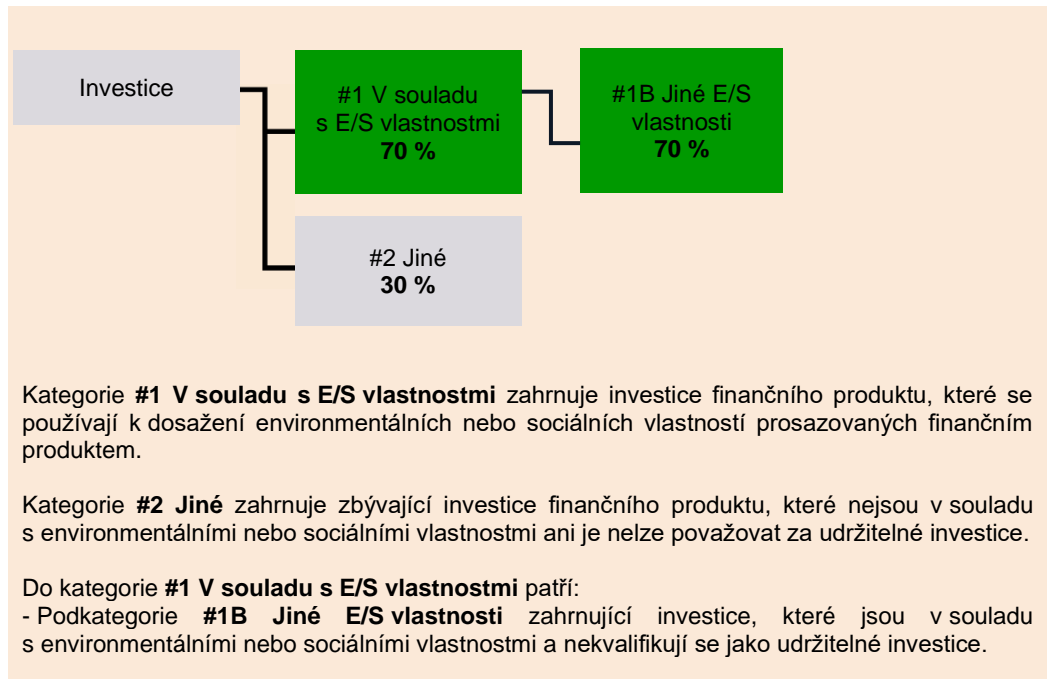 Investice
#1 V souladu
s E/S vlastnostmi
70 %
#1B Jiné E/S
vlastnosti
70 %
#2 Jiné
30 %
Kategorie #1 V souladu s E/S vlastnostmi zahrnuje investice finančního produktu, které se
používají k dosažení environmentálních nebo sociálních vlastností prosazovaných finančním
produktem.
Kategorie #2 Jiné zahrnuje zbývající investice finančního produktu, které nejsou v souladu
s environmentálními nebo sociálními vlastnostmi ani je nelze považovat za udržitelné investice.
Do kategorie #1 V souladu s E/S vlastnostmi patří:
- Podkategorie #1B Jiné E/S vlastnosti zahrnující investice, které jsou v souladu
s environmentálními nebo sociálními vlastnostmi a nekvalifikují se jako udržitelné investice.